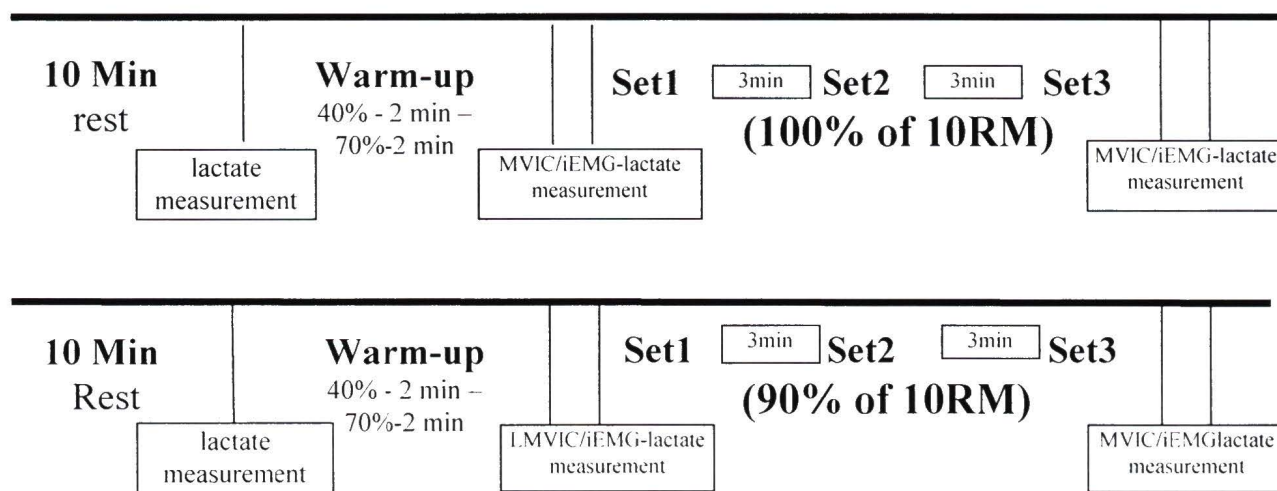 10 Min
rest
lactate
measurement
Warm-up
40% - 2 min –
70%-2 min
MVIC/iEMG-lactate
measurement
Set1 3min Set2 3min Set3
(100% of 10RM)
MVIC/iEMG-lactate
measurement
10 Min
Rest
lactate
measurement
Warm-up
40% - 2 min –
70%-2 min
LMVIC/iEMG-lactate
measurement
Set1 3min Set2 3min Set3
(90% of 10RM)
MVIC/iEMGlactate
measurement